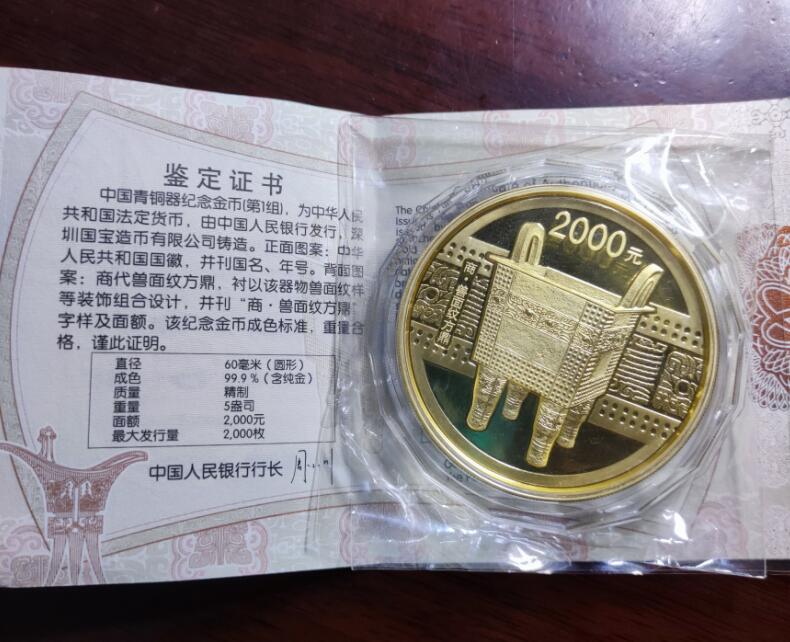 鉴定证书
中国青铜器纪念金币(第1组)，为中华人民
共和国法定货币，由中国人民银行发行，深
圳国宝造币有限公司铸造。正面图案：中华
人民共和国国徽，并刊国名、年号。背面图
案：商代兽面纹方鼎，衬以该器物兽面纹样
等装饰组合设计，并刊“商·兽面纹方鼎”
字样及面额。该纪念金币成色标准，重量合
格，谨此证明。
直径 60毫米（圆形）
成色 99.9%（含纯金）
质量 精制
重量 5盎司
面额 2,000元
最大发行量 2,000枚
中国人民银行行长
The Chi
Issu
2000元
商·兽面纹方鼎